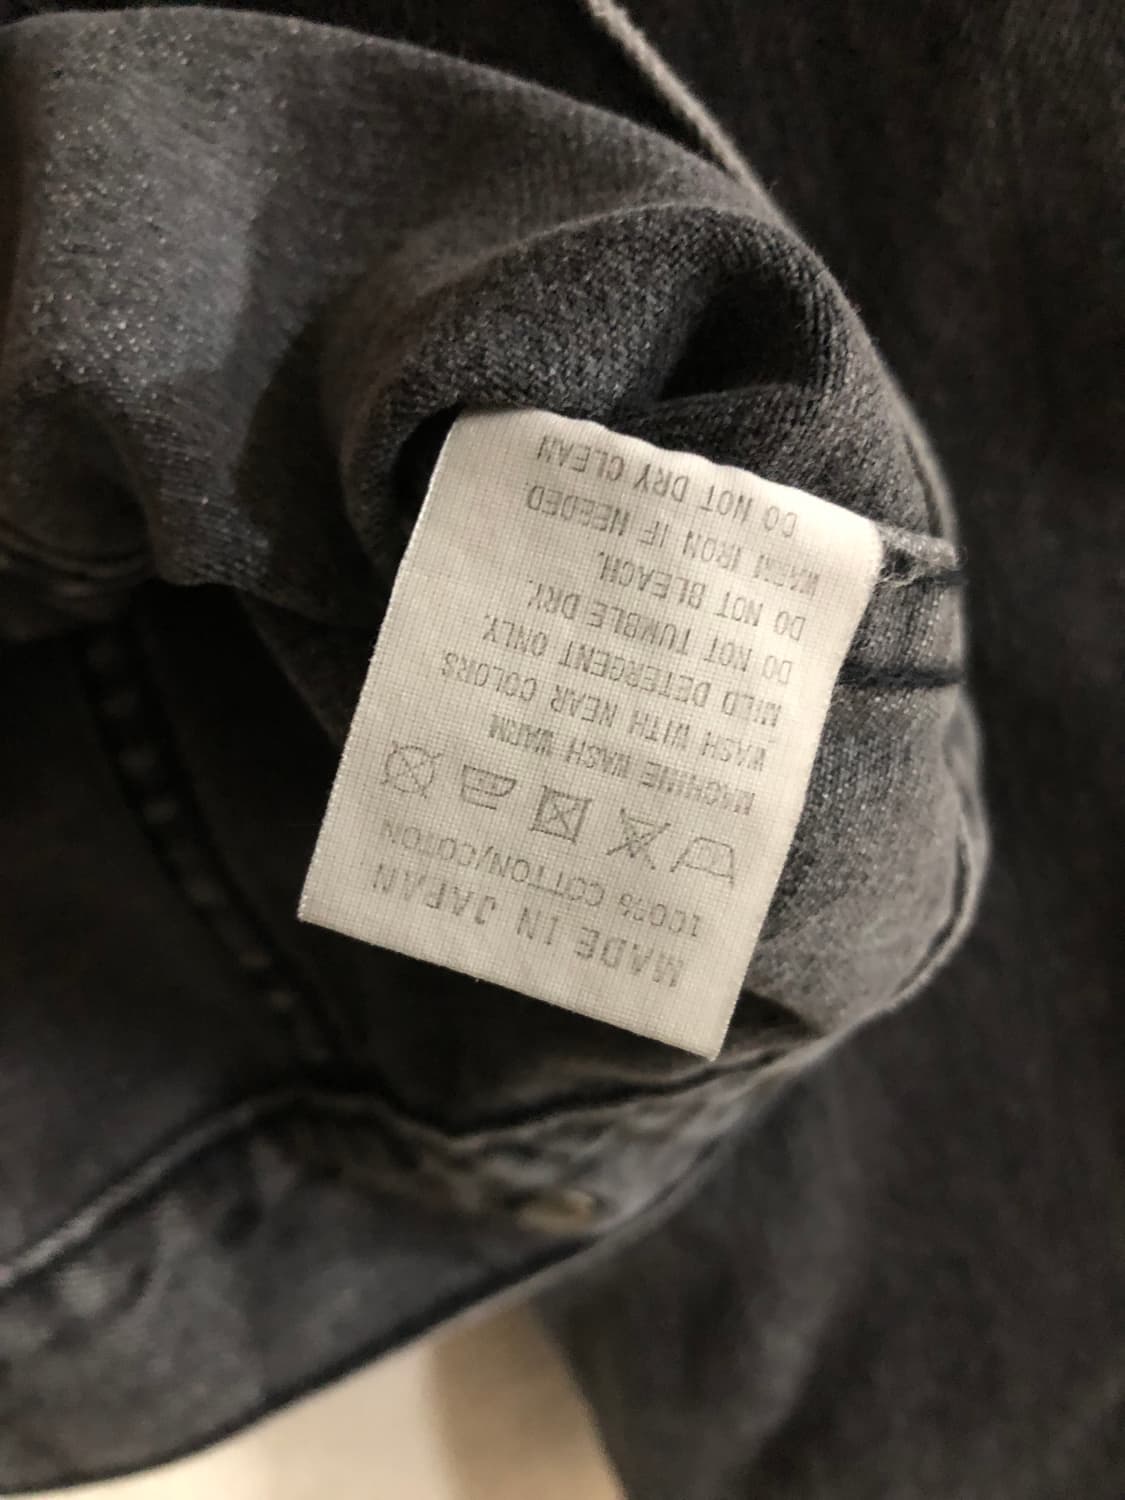 MADE IN JAPAN
100% COTTON/COTON
MACHINE WASH WARM
WASH WITH NEAR COLORS
MILD DETERGENT ONLY.
DO NOT TUMBLE DRY.
DO NOT BLEACH.
WARM IRON IF NEEDED.
DO NOT DRY CLEAN